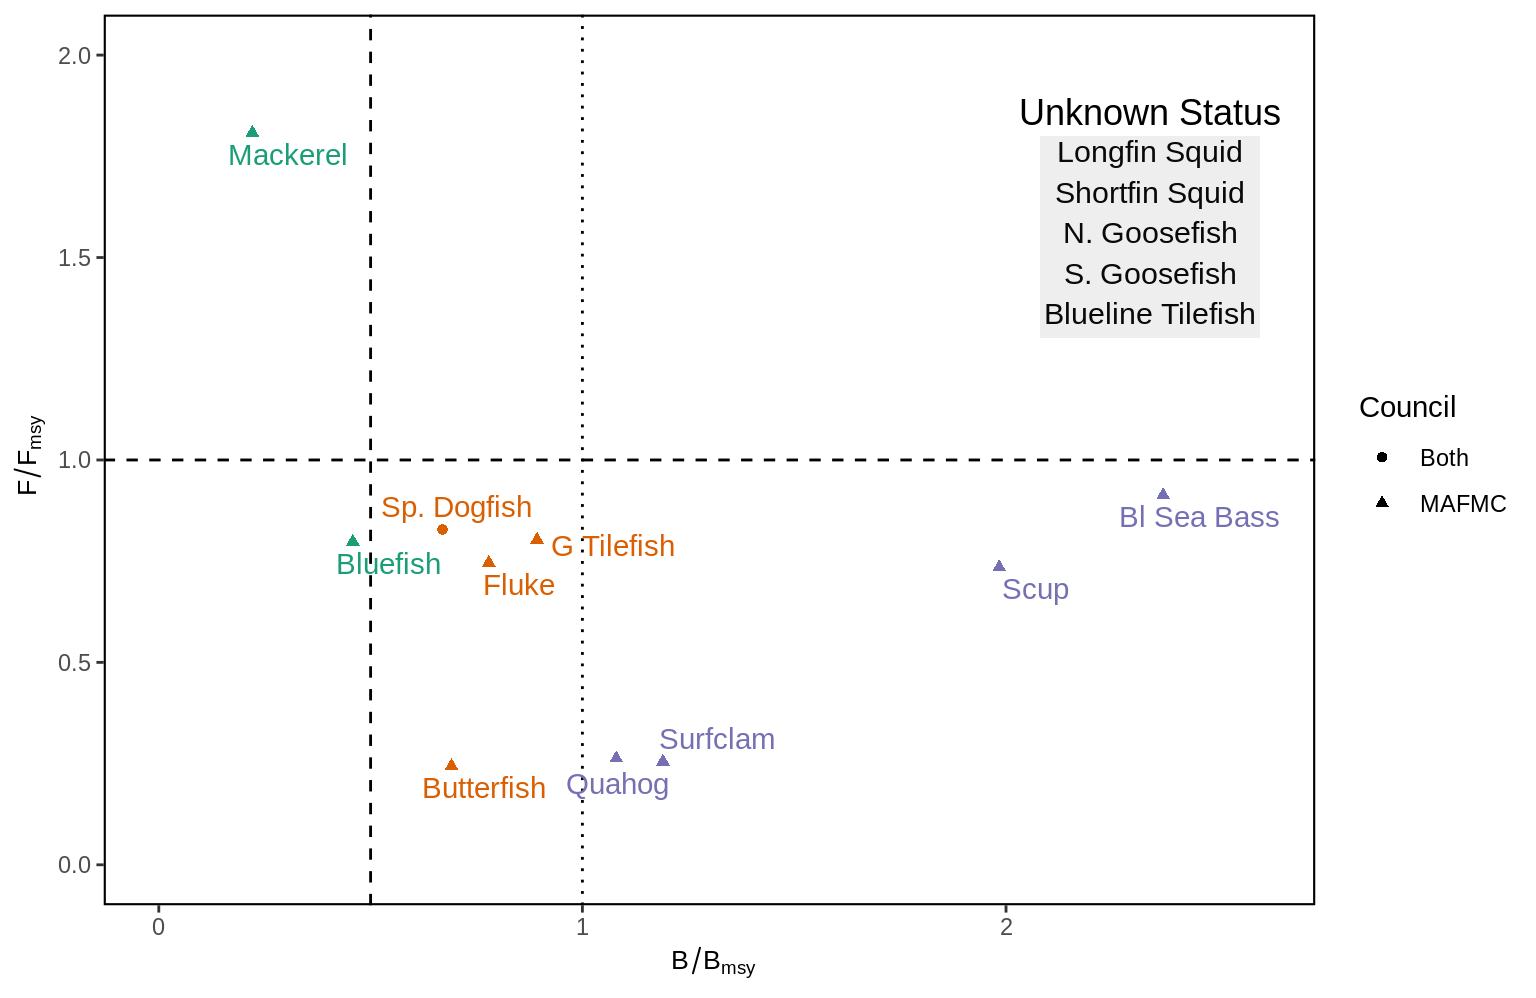 2.0
1.5
1.0
0.5
0.0
F/Fmsy
Mackerel
Unknown Status
Longfin Squid
Shortfin Squid
N. Goosefish
S. Goosefish
Blueline Tilefish
Sp. Dogfish
Bl Sea Bass
G Tilefish
Bluefish
Fluke
Scup
Surfclam
Butterfish
Quahog
0
1
2
B/Bmsy
Council
Both
MAFMC